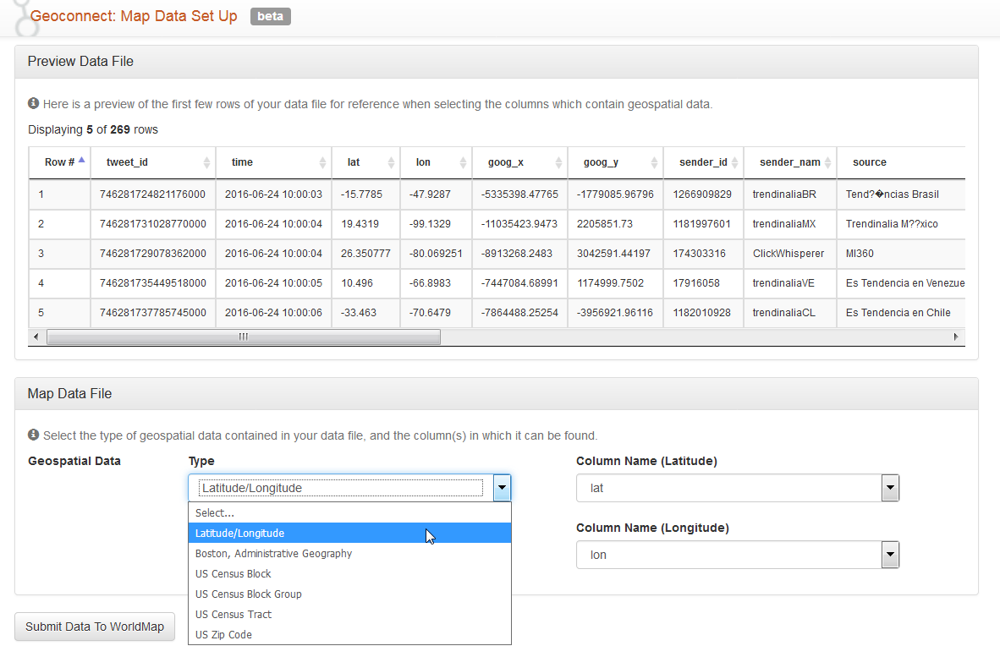 Geoconnect: Map Data Set Up beta
Preview Data File
Here is a preview of the first few rows of your data file for reference when selecting the columns which contain geospatial data.
Displaying 5 of 269 rows
Row # tweet_id time lat lon goog_x goog_y sender_id sender_nam source
1 746281724821176000 2016-06-24 10:00:03 -15.7785 -47.9287 -5335398.47765 -1779085.96796 1266909829 trendinaliaBR Tend?�ncias Brasil
2 746281731028770000 2016-06-24 10:00:04 19.4319 -99.1329 -11035423.9473 2205851.73 1181997601 trendinaliaMX Trendinalia M??xico
3 746281729078362000 2016-06-24 10:00:04 26.350777 -80.069251 -8913268.2483 3042591.44197 174303316 ClickWhisperer MI360
4 746281735449518000 2016-06-24 10:00:05 10.496 -66.8983 -7447084.68991 1174999.7502 17916058 trendinaliaVE Es Tendencia en Venezue
5 746281737785745000 2016-06-24 10:00:06 -33.463 -70.6479 -7864488.25254 -3956921.96116 1182010928 trendinaliaCL Es Tendencia en Chile
Map Data File
Select the type of geospatial data contained in your data file, and the column(s) in which it can be found.
Geospatial Data Type Column Name (Latitude)
Latitude/Longitude lat
Select...
Latitude/Longitude Column Name (Longitude)
Boston, Administrative Geography lon
US Census Block
US Census Block Group
US Census Tract
Submit Data To WorldMap
US Zip Code